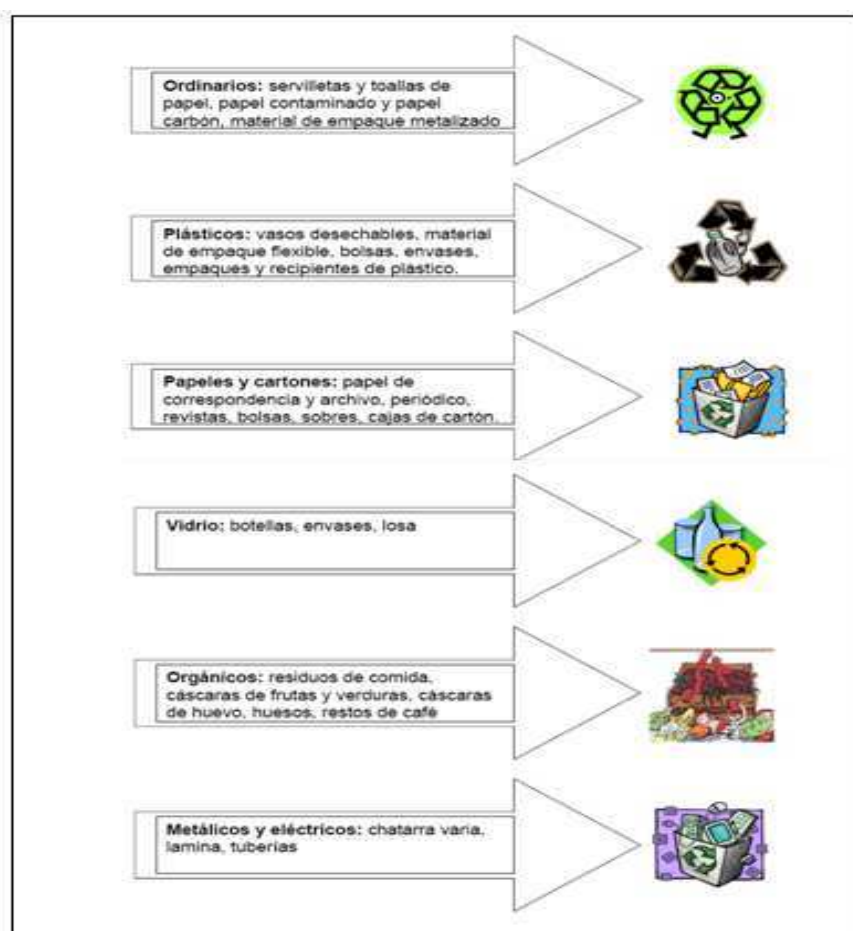 Ordinarios: servilletas y toallas de
papel, papel contaminado y papel
carbón, material de empaque metalizado
Plásticos: vasos desechables, material
de empaque flexible, bolsas, envases,
empaques y recipientes de plástico.
Papeles y cartones: papel de
correspondencia y archivo, periódico,
revistas, bolsas, sobres, cajas de cartón.
Vidrio: botellas, envases, losa
Orgánicos: residuos de comida,
cáscaras de frutas y verduras, cáscaras
de huevo, huesos, restos de café
Metálicos y eléctricos: chatarra varia,
lamina, tuberías